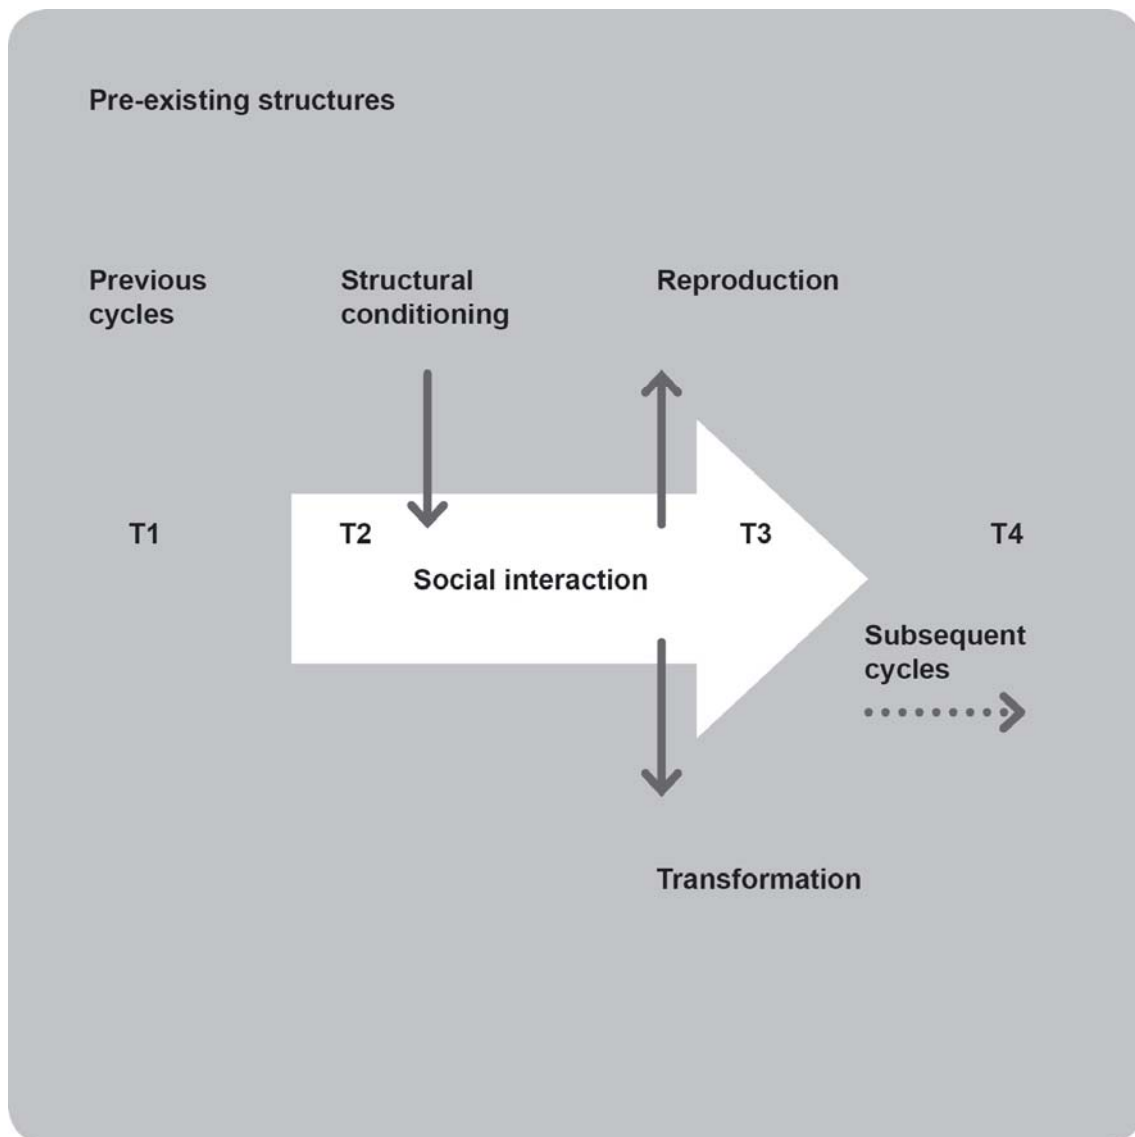 Pre-existing structures
Previous
cycles
Structural
conditioning
Reproduction
T1
T2
T3
T4
Social interaction
Subsequent
cycles
Transformation